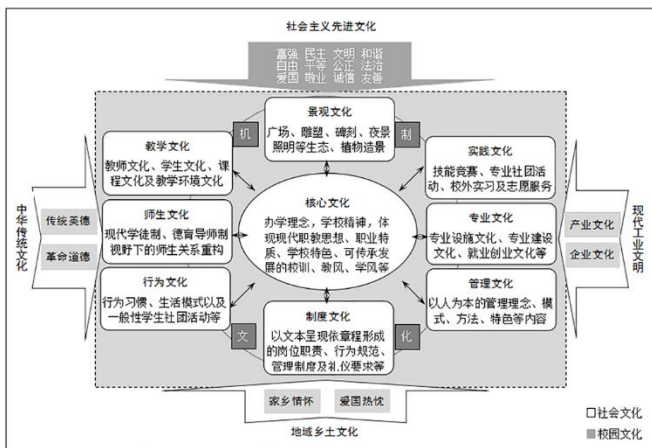 社会主义先进文化
富强 民主 文明 和谐
自由 平等 公正 法治
爱国 敬业 诚信 友善
机
制
景观文化
广场、雕塑、碑刻、夜景
照明等生态、植物造景
教学文化
教师文化、学生文化、课
程文化及教学环境文化
实践文化
技能竞赛、专业社团活
动、校外实习及志愿服务
中华传统文化
传统美德
革命道德
师生文化
现代学徒制、德育导师制
视野下的师生关系重构
核心文化
办学理念，学校精神，体
现现代职教思想、职业特
质、学校特色、可传承发
展的校训、教风、学风等
专业文化
专业设施文化、专业建设
文化、就业创业文化等
产业文化
企业文化
现代工业文明
行为文化
行为习惯、生活模式以及
一般性学生社团活动等
管理文化
以人为本的管理理念、模
式、方法、特色等内容
文
化
制度文化
以文本呈现依章程形成
的岗位职责、行为规范、
管理制度及礼仪要求等
家乡情怀
爱国热忱
地域乡土文化
社会文化
校园文化